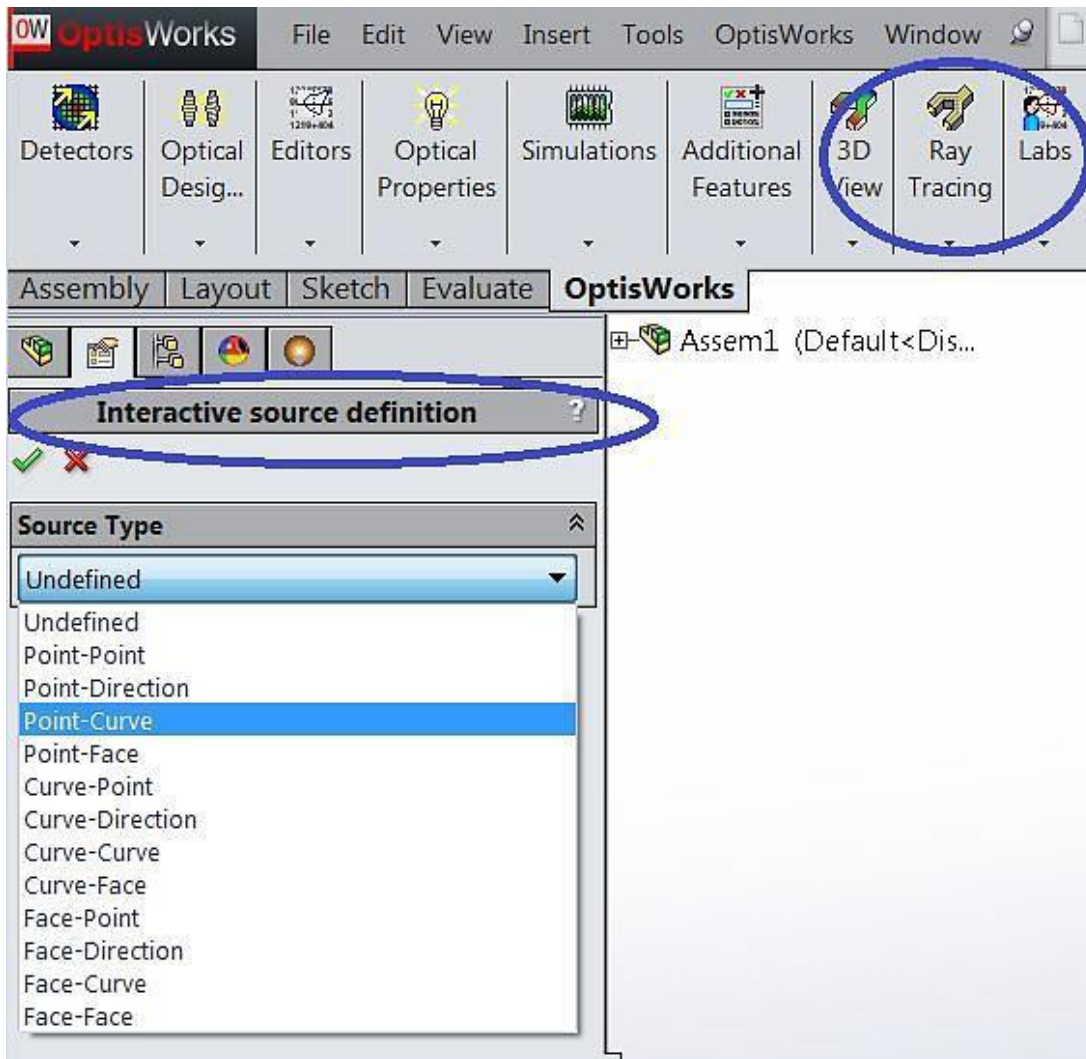 OW OptisWorks File Edit View Insert Tools OptisWorks Window
Detectors Optical Desig... Editors Optical Properties Simulations Additional Features 3D View Ray Tracing Labs
Assembly Layout Sketch Evaluate OptisWorks
Assem1 (Default<Dis...
Interactive source definition ?
Source Type
Undefined
Undefined
Point-Point
Point-Direction
Point-Curve
Point-Face
Curve-Point
Curve-Direction
Curve-Curve
Curve-Face
Face-Point
Face-Direction
Face-Curve
Face-Face